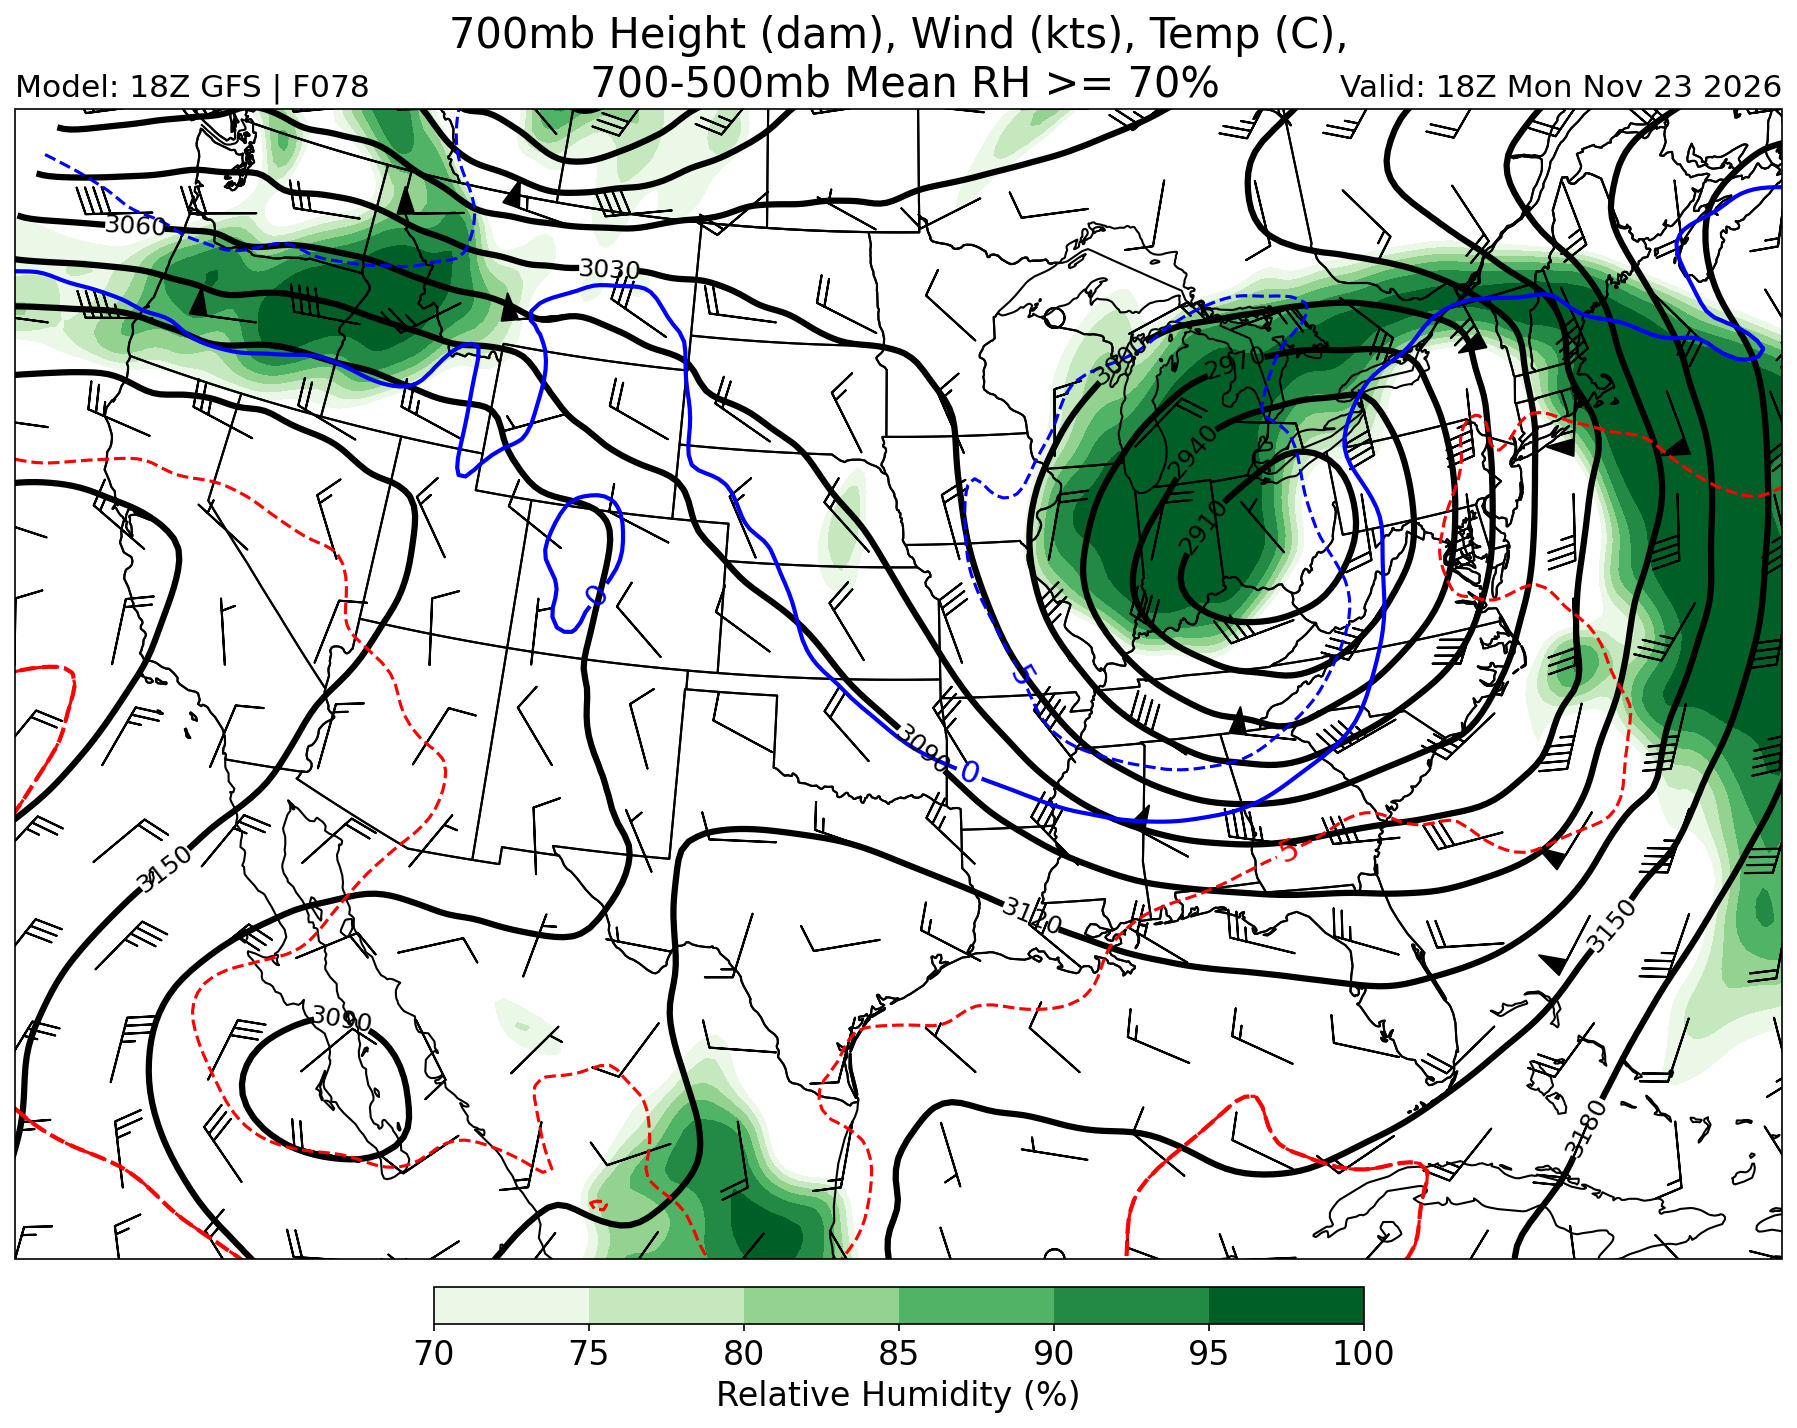 700mb Height (dam), Wind (kts), Temp (C),
700-500mb Mean RH >= 70%
Model: 18Z GFS | F078
Valid: 18Z Mon Nov 23 2026
3060
3030
2970
2940
2910
0
5
3090
0
3150
5
3120
3150
3090
3180
70 75 80 85 90 95 100
Relative Humidity (%)